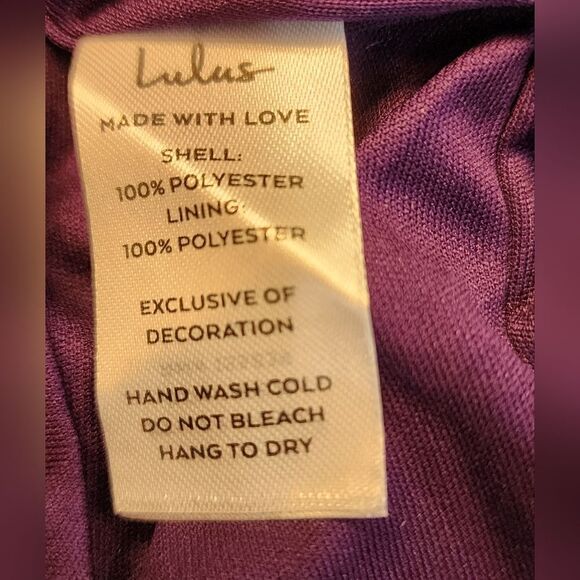 Lulus
MADE WITH LOVE
SHELL:
100% POLYESTER
LINING:
100% POLYESTER
EXCLUSIVE OF
DECORATION
HAND WASH COLD
DO NOT BLEACH
HANG TO DRY